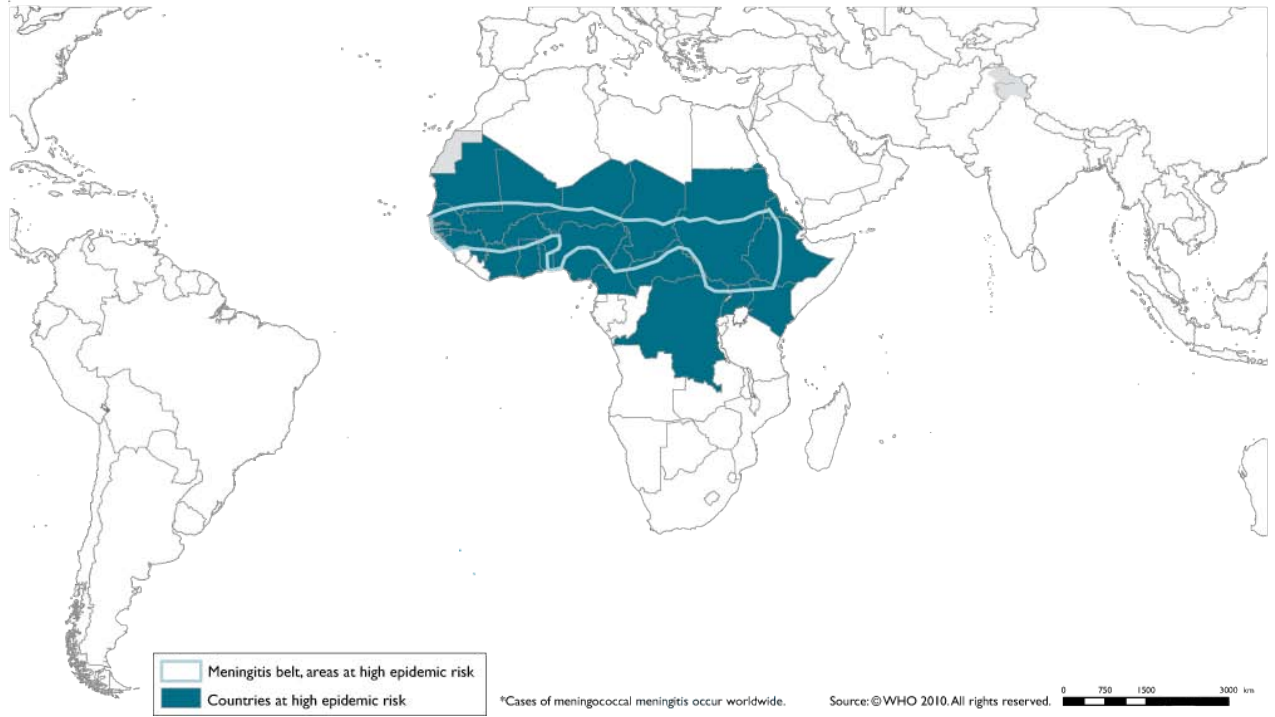 Meningitis belt, areas at high epidemic risk
Countries at high epidemic risk
*Cases of meningococcal meningitis occur worldwide.
Source: © WHO 2010. All rights reserved.
0 750 1500 3000 km